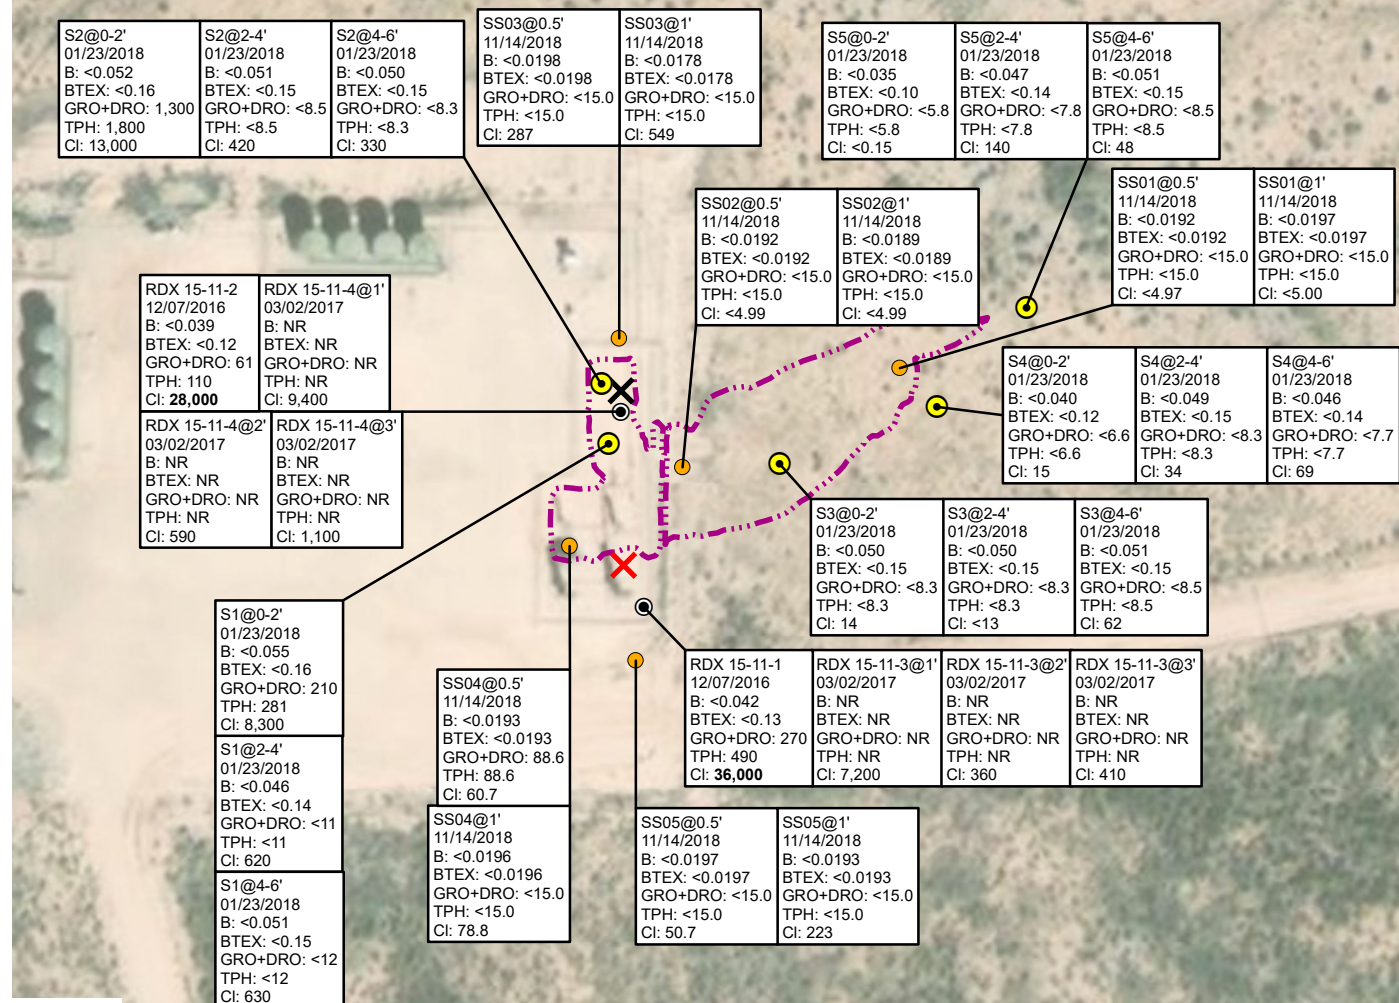 S2@0-2'
01/23/2018
B: <0.052
BTEX: <0.16
GRO+DRO: 1,300
TPH: 1,800
Cl: 13,000
S2@2-4'
01/23/2018
B: <0.051
BTEX: <0.15
GRO+DRO: <8.5
TPH: <8.5
Cl: 420
S2@4-6'
01/23/2018
B: <0.050
BTEX: <0.15
GRO+DRO: <8.3
TPH: <8.3
Cl: 330
SS03@0.5'
11/14/2018
B: <0.0198
BTEX: <0.0198
GRO+DRO: <15.0
TPH: <15.0
Cl: 287
SS03@1'
11/14/2018
B: <0.0178
BTEX: <0.0178
GRO+DRO: <15.0
TPH: <15.0
Cl: 549
S5@0-2'
01/23/2018
B: <0.035
BTEX: <0.10
GRO+DRO: <5.8
TPH: <5.8
Cl: <0.15
S5@2-4'
01/23/2018
B: <0.047
BTEX: <0.14
GRO+DRO: <7.8
TPH: <7.8
Cl: 140
S5@4-6'
01/23/2018
B: <0.051
BTEX: <0.15
GRO+DRO: <8.5
TPH: <8.5
Cl: 48
SS02@0.5'
11/14/2018
B: <0.0192
BTEX: <0.0192
GRO+DRO: <15.0
TPH: <15.0
Cl: <4.99
SS02@1'
11/14/2018
B: <0.0189
BTEX: <0.0189
GRO+DRO: <15.0
TPH: <15.0
Cl: <4.99
SS01@0.5'
11/14/2018
B: <0.0192
BTEX: <0.0192
GRO+DRO: <15.0
TPH: <15.0
Cl: <4.97
SS01@1'
11/14/2018
B: <0.0197
BTEX: <0.0197
GRO+DRO: <15.0
TPH: <15.0
Cl: <5.00
RDX 15-11-2
12/07/2016
B: <0.039
BTEX: <0.12
GRO+DRO: 61
TPH: 110
Cl: 28,000
RDX 15-11-4@1'
03/02/2017
B: NR
BTEX: NR
GRO+DRO: NR
TPH: NR
Cl: 9,400
RDX 15-11-4@2'
03/02/2017
B: NR
BTEX: NR
GRO+DRO: NR
TPH: NR
Cl: 590
RDX 15-11-4@3'
03/02/2017
B: NR
BTEX: NR
GRO+DRO: NR
TPH: NR
Cl: 1,100
S4@0-2'
01/23/2018
B: <0.040
BTEX: <0.12
GRO+DRO: <6.6
TPH: <6.6
Cl: 15
S4@2-4'
01/23/2018
B: <0.049
BTEX: <0.15
GRO+DRO: <8.3
TPH: <8.3
Cl: 34
S4@4-6'
01/23/2018
B: <0.046
BTEX: <0.14
GRO+DRO: <7.7
TPH: <7.7
Cl: 69
S3@0-2'
01/23/2018
B: <0.050
BTEX: <0.15
GRO+DRO: <8.3
TPH: <8.3
Cl: 14
S3@2-4'
01/23/2018
B: <0.050
BTEX: <0.15
GRO+DRO: <8.3
TPH: <8.3
Cl: <13
S3@4-6'
01/23/2018
B: <0.051
BTEX: <0.15
GRO+DRO: <8.5
TPH: <8.5
Cl: 62
S1@0-2'
01/23/2018
B: <0.055
BTEX: <0.16
GRO+DRO: 210
TPH: 281
Cl: 8,300
S1@2-4'
01/23/2018
B: <0.046
BTEX: <0.14
GRO+DRO: <11
TPH: <11
Cl: 620
S1@4-6'
01/23/2018
B: <0.051
BTEX: <0.15
GRO+DRO: <12
TPH: <12
Cl: 630
SS04@0.5'
11/14/2018
B: <0.0193
BTEX: <0.0193
GRO+DRO: 88.6
TPH: 88.6
Cl: 60.7
SS04@1'
11/14/2018
B: <0.0196
BTEX: <0.0196
GRO+DRO: <15.0
TPH: <15.0
Cl: 78.8
RDX 15-11-1
12/07/2016
B: <0.042
BTEX: <0.13
GRO+DRO: 270
TPH: 490
Cl: 36,000
RDX 15-11-3@1'
03/02/2017
B: NR
BTEX: NR
GRO+DRO: NR
TPH: NR
Cl: 7,200
RDX 15-11-3@2'
03/02/2017
B: NR
BTEX: NR
GRO+DRO: NR
TPH: NR
Cl: 360
RDX 15-11-3@3'
03/02/2017
B: NR
BTEX: NR
GRO+DRO: NR
TPH: NR
Cl: 410
SS05@0.5'
11/14/2018
B: <0.0197
BTEX: <0.0197
GRO+DRO: <15.0
TPH: <15.0
Cl: 50.7
SS05@1'
11/14/2018
B: <0.0193
BTEX: <0.0193
GRO+DRO: <15.0
TPH: <15.0
Cl: 223